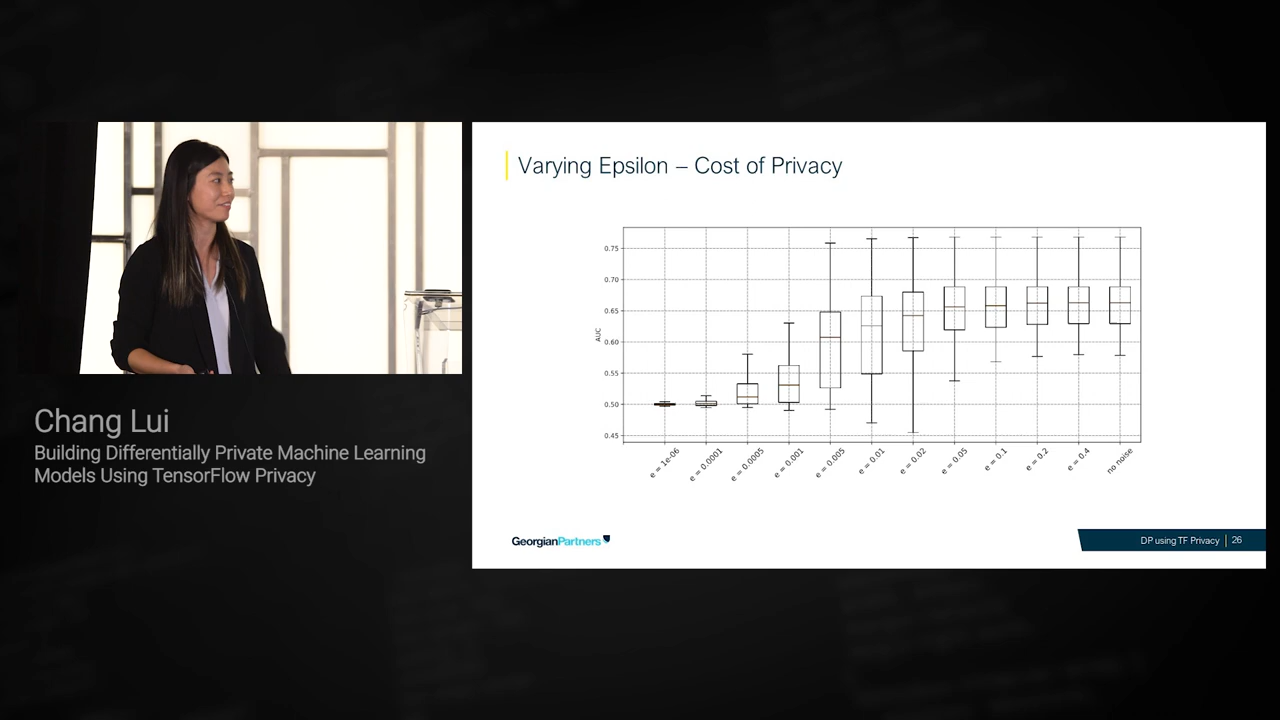 Varying Epsilon – Cost of Privacy
0.75
0.70
0.65
0.60
0.55
0.50
0.45
AUC
e = 1e-06
e = 0.0001
e = 0.0005
e = 0.001
e = 0.005
e = 0.01
e = 0.02
e = 0.05
e = 0.1
e = 0.2
e = 0.4
no noise
Chang Lui
Building Differentially Private Machine Learning
Models Using TensorFlow Privacy
GeorgianPartners
DP using TF Privacy | 26